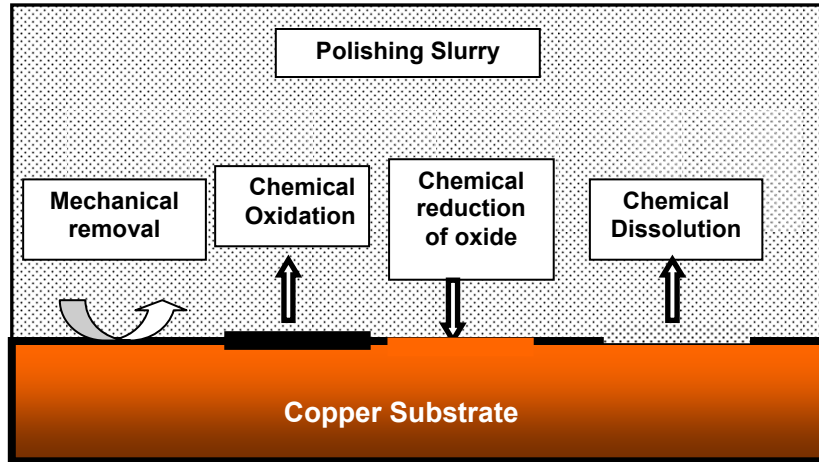 Polishing Slurry
Mechanical
removal
Chemical
Oxidation
Chemical
reduction
of oxide
Chemical
Dissolution
Copper Substrate